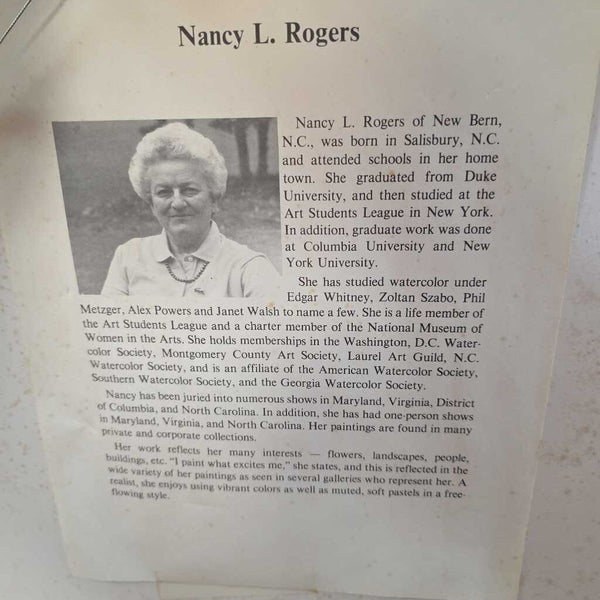 Nancy L. Rogers
Nancy L. Rogers of New Bern,
N.C., was born in Salisbury, N.C.
and attended schools in her home
town. She graduated from Duke
University, and then studied at the
Art Students League in New York.
In addition, graduate work was done
at Columbia University and New
York University.
She has studied watercolor under
Edgar Whitney, Zoltan Szabo, Phil
Metzger, Alex Powers and Janet Walsh to name a few. She is a life member of
the Art Students League and a charter member of the National Museum of
Women in the Arts. She holds memberships in the Washington, D.C. Water-
color Society, Montgomery County Art Society, Laurel Art Guild, N.C.
Watercolor Society, and is an affiliate of the American Watercolor Society,
Southern Watercolor Society, and the Georgia Watercolor Society.
Nancy has been juried into numerous shows in Maryland, Virginia, District
of Columbia, and North Carolina. In addition, she has had one-person shows
in Maryland, Virginia, and North Carolina. Her paintings are found in many
private and corporate collections.
Her work reflects her many interests — flowers, landscapes, people,
buildings, etc. "I paint what excites me," she states, and this is reflected in the
wide variety of her paintings as seen in several galleries who represent her. A
realist, she enjoys using vibrant colors as well as muted, soft pastels in a free-
flowing style.